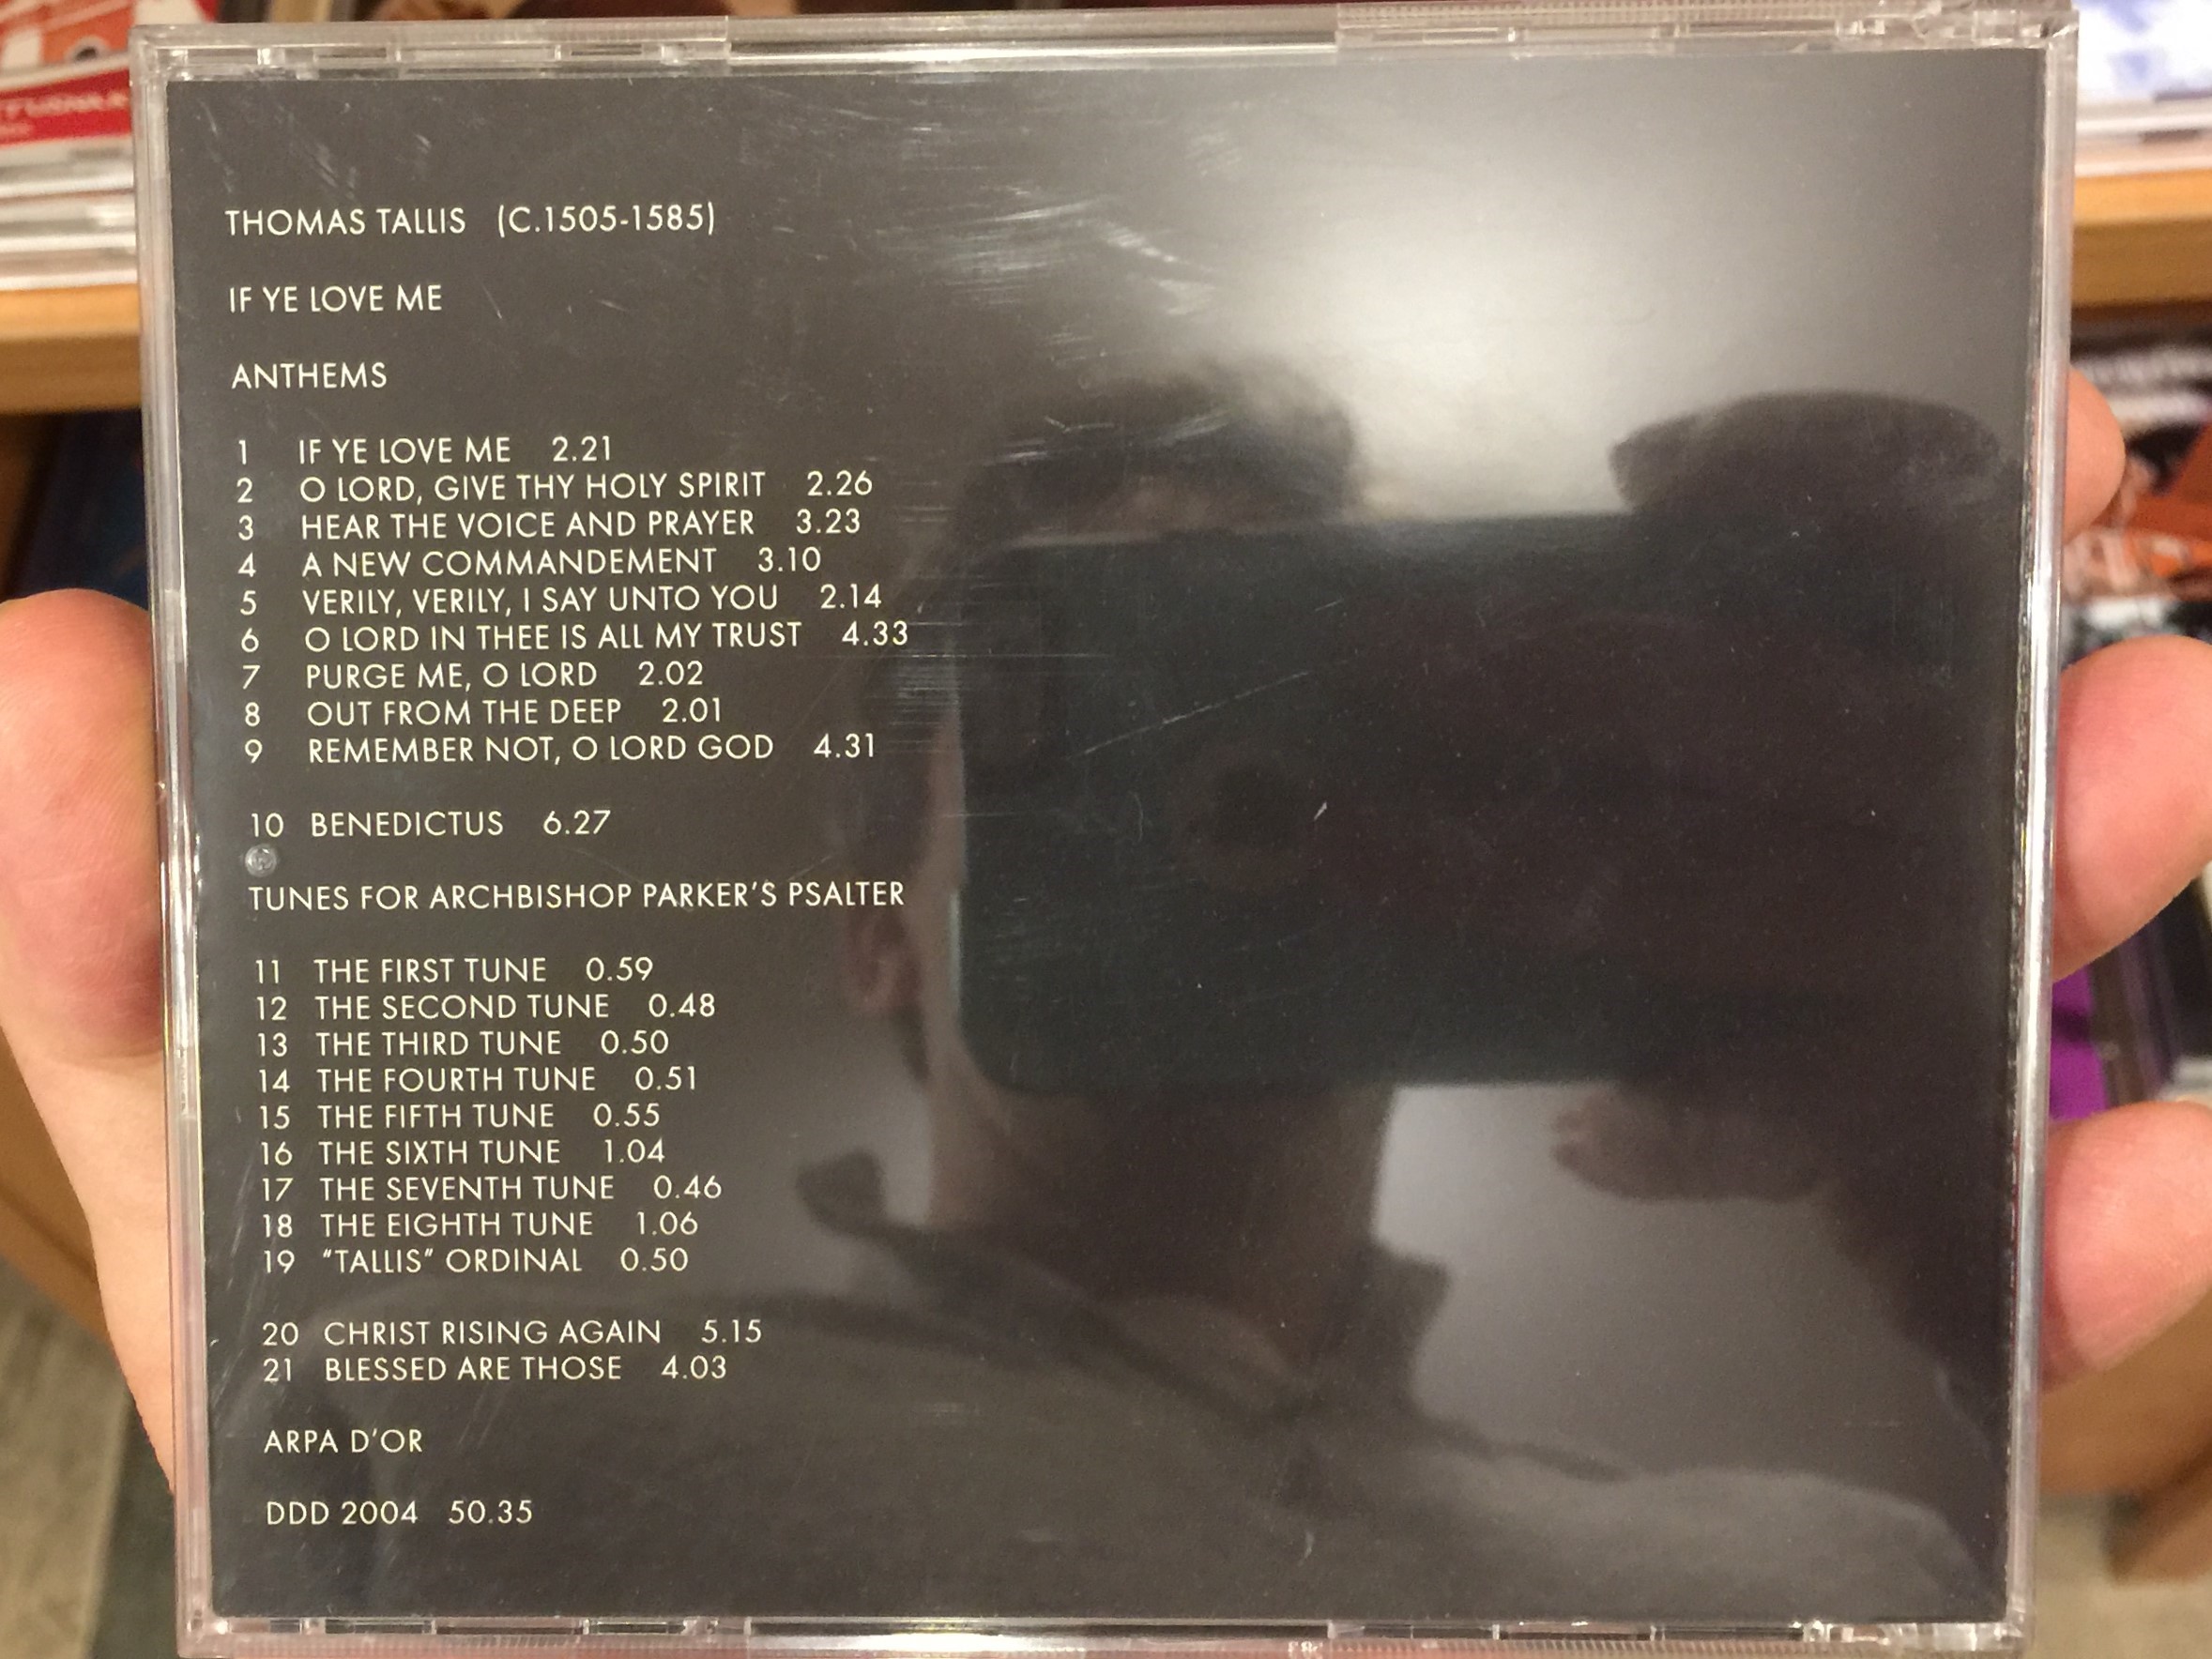 THOMAS TALLIS (C.1505-1585)
IF YE LOVE ME
ANTHEMS
1 IF YE LOVE ME 2.21
2 O LORD, GIVE THY HOLY SPIRIT 2.26
3 HEAR THE VOICE AND PRAYER 3.23
4 A NEW COMMANDEMENT 3.10
5 VERILY, VERILY, I SAY UNTO YOU 2.14
6 O LORD IN THEE IS ALL MY TRUST 4.33
7 PURGE ME, O LORD 2.02
8 OUT FROM THE DEEP 2.01
9 REMEMBER NOT, O LORD GOD 4.31
10 BENEDICTUS 6.27
TUNES FOR ARCHBISHOP PARKER'S PSALTER
11 THE FIRST TUNE 0.59
12 THE SECOND TUNE 0.48
13 THE THIRD TUNE 0.50
14 THE FOURTH TUNE 0.51
15 THE FIFTH TUNE 0.55
16 THE SIXTH TUNE 1.04
17 THE SEVENTH TUNE 0.46
18 THE EIGHTH TUNE 1.06
19 "TALLIS" ORDINAL 0.50
20 CHRIST RISING AGAIN 5.15
21 BLESSED ARE THOSE 4.03
ARPA D'OR
DDD 2004 50.35